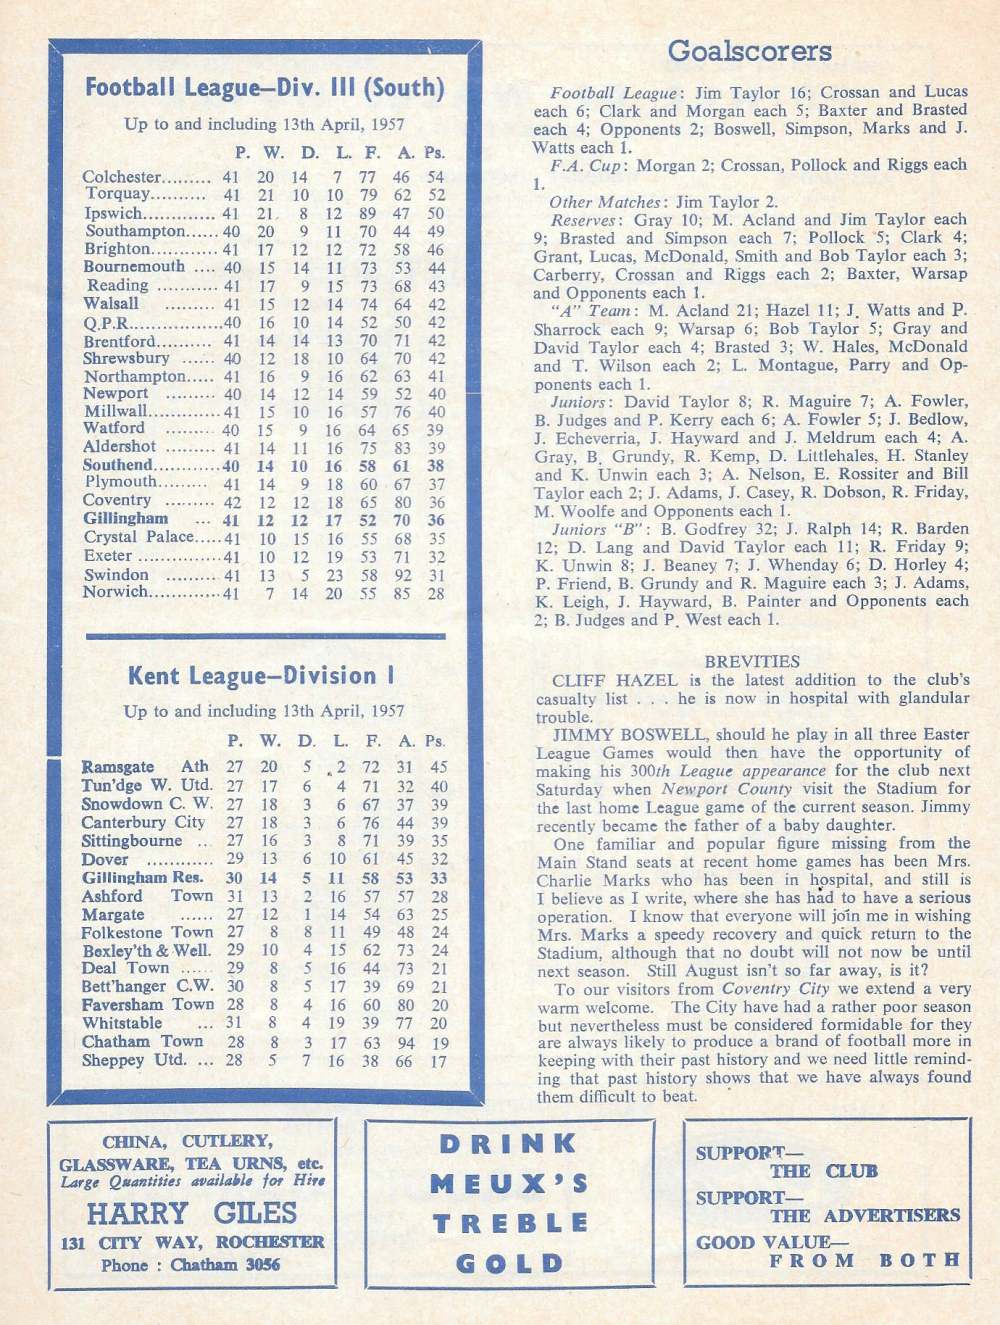 Football League—Div. III (South)
Up to and including 13th April, 1957
P. W. D. L. F. A. Ps.
Colchester......... 41 20 14 7 77 46 54
Torquay.......... 41 21 10 10 79 62 52
Ipswich............ 41 21 8 12 89 47 50
Southampton...... 40 20 9 11 70 44 49
Brighton............ 41 17 12 12 72 58 46
Bournemouth .... 40 15 14 11 73 53 44
Reading ........... 41 17 9 15 73 68 43
Walsall ......... 41 15 12 14 74 64 42
Q.P.R.................40 16 10 14 52 50 42
Brentford.......... 41 14 14 13 70 71 42
Shrewsbury ...... 40 12 18 10 64 70 42
Northampton..... 41 16 9 16 62 63 41
Newport ......... 40 14 12 14 59 52 40
Millwall.............41 15 10 16 57 76 40
Watford ......... 40 15 9 16 64 65 39
Aldershot ......... 41 14 11 16 75 83 39
Southend............40 14 10 16 58 61 38
Plymouth......... 41 14 9 18 60 67 37
Coventry ......... 42 12 12 18 65 80 36
Gillingham ... 41 12 12 17 52 70 36
Crystal Palace.....41 10 15 16 55 68 35
Exeter ..............41 10 12 19 53 71 32
Swindon ......... 41 13 5 23 58 92 31
Norwich.............41 7 14 20 55 85 28
Kent League—Division I
Up to and including 13th April, 1957
P. W. D. L. F. A. Ps.
Ramsgate Ath 27 20 5 2 72 31 45
Tun'dge W. Utd. 27 17 6 4 71 32 40
Snowdown C. W. 27 18 3 6 67 37 39
Canterbury City 27 18 3 6 76 44 39
Sittingbourne .. 27 16 3 8 71 39 35
Dover ............ 29 13 6 10 61 45 32
Gillingham Res. 30 14 5 11 58 53 33
Ashford Town 31 13 2 16 57 57 28
Margate ...... 27 12 1 14 54 63 25
Folkestone Town 27 8 8 11 49 48 24
Bexley'th & Well. 29 10 4 15 62 73 24
Deal Town ...... 29 8 5 16 44 73 21
Bett'hanger C.W. 30 8 5 17 39 69 21
Faversham Town 28 8 4 16 60 80 20
Whitstable ... 31 8 4 19 39 77 20
Chatham Town 28 8 3 17 63 94 19
Sheppey Utd. ... 28 5 7 16 38 66 17
Goalscorers
Football League: Jim Taylor 16; Crossan and Lucas
each 6; Clark and Morgan each 5; Baxter and Brasted
each 4; Opponents 2; Boswell, Simpson, Marks and J.
Watts each 1.
F.A. Cup: Morgan 2; Crossan, Pollock and Riggs each
1.
Other Matches: Jim Taylor 2.
Reserves: Gray 10; M. Acland and Jim Taylor each
9; Brasted and Simpson each 7; Pollock 5; Clark 4;
Grant, Lucas, McDonald, Smith and Bob Taylor each 3;
Carberry, Crossan and Riggs each 2; Baxter, Warsap
and Opponents each 1.
"A" Team: M. Acland 21; Hazel 11; J. Watts and P.
Sharrock each 9; Warsap 6; Bob Taylor 5; Gray and
David Taylor each 4; Brasted 3; W. Hales, McDonald
and T. Wilson each 2; L. Montague, Parry and Op-
ponents each 1.
Juniors: David Taylor 8; R. Maguire 7; A. Fowler,
B. Judges and P. Kerry each 6; A. Fowler 5; J. Bedlow,
J. Echeverria, J. Hayward and J. Meldrum each 4; A.
Gray, B. Grundy, R. Kemp, D. Littlehales, H. Stanley
and K. Unwin each 3; A. Nelson, E. Rossiter and Bill
Taylor each 2; J. Adams, J. Casey, R. Dobson, R. Friday,
M. Woolfe and Opponents each 1.
Juniors "B": B. Godfrey 32; J. Ralph 14; R. Barden
12; D. Lang and David Taylor each 11; R. Friday 9;
K. Unwin 8; J. Beaney 7; J. Whenday 6; D. Horley 4;
P. Friend, B. Grundy and R. Maguire each 3; J. Adams,
K. Leigh, J. Hayward, B. Painter and Opponents each
2; B. Judges and P. West each 1.
BREVITIES
CLIFF HAZEL is the latest addition to the club's
casualty list . . . he is now in hospital with glandular
trouble.
JIMMY BOSWELL, should he play in all three Easter
League Games would then have the opportunity of
making his 300th League appearance for the club next
Saturday when Newport County visit the Stadium for
the last home League game of the current season. Jimmy
recently became the father of a baby daughter.
One familiar and popular figure missing from the
Main Stand seats at recent home games has been Mrs.
Charlie Marks who has been in hospital, and still is
I believe as I write, where she has had to have a serious
operation. I know that everyone will join me in wishing
Mrs. Marks a speedy recovery and quick return to the
Stadium, although that no doubt will not now be until
next season. Still August isn't so far away, is it?
To our visitors from Coventry City we extend a very
warm welcome. The City have had a rather poor season
but nevertheless must be considered formidable for they
are always likely to produce a brand of football more in
keeping with their past history and we need little remind-
ing that past history shows that we have always found
them difficult to beat.
CHINA, CUTLERY,
GLASSWARE, TEA URNS, etc.
Large Quantities available for Hire
HARRY GILES
131 CITY WAY, ROCHESTER
Phone : Chatham 3056
DRINK
MEUX'S
TREBLE
GOLD
SUPPORT—
THE CLUB
SUPPORT—
THE ADVERTISERS
GOOD VALUE—
FROM BOTH